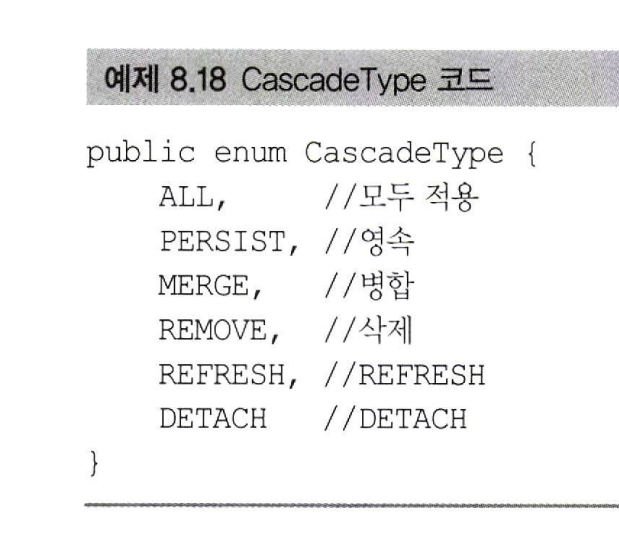 예제 8.18 CascadeType 코드
public enum CascadeType {
    ALL,      //모두 적용
    PERSIST, //영속
    MERGE,   //병합
    REMOVE,  //삭제
    REFRESH, //REFRESH
    DETACH   //DETACH
}